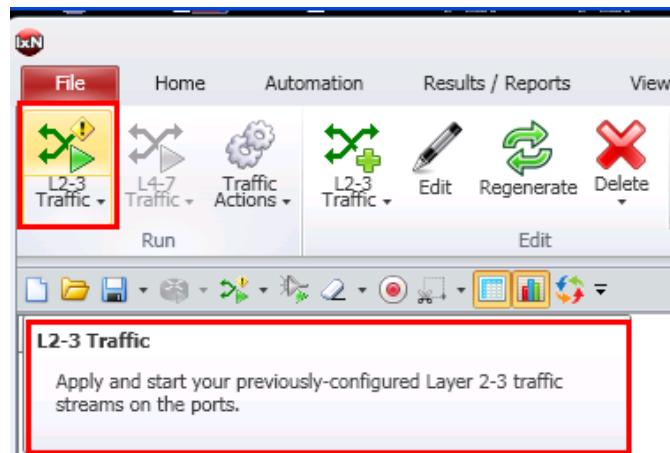 IxN
File Home Automation Results / Reports View
L2-3
Traffic
L4-7
Traffic
Traffic
Actions
L2-3
Traffic
Edit
Regenerate
Delete
Run
Edit
L2-3 Traffic
Apply and start your previously-configured Layer 2-3 traffic
streams on the ports.